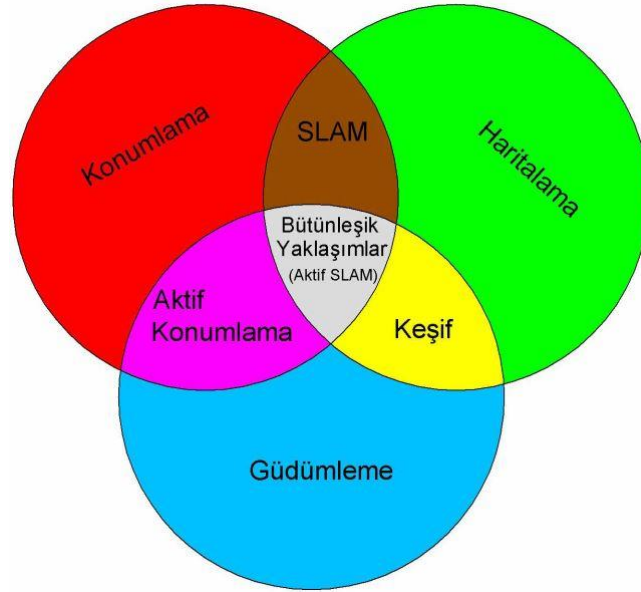 Konumlama
SLAM
Haritalama
Bütünleşik
Yaklaşımlar
(Aktif SLAM)
Aktif
Konumlama
Keşif
Güdümleme